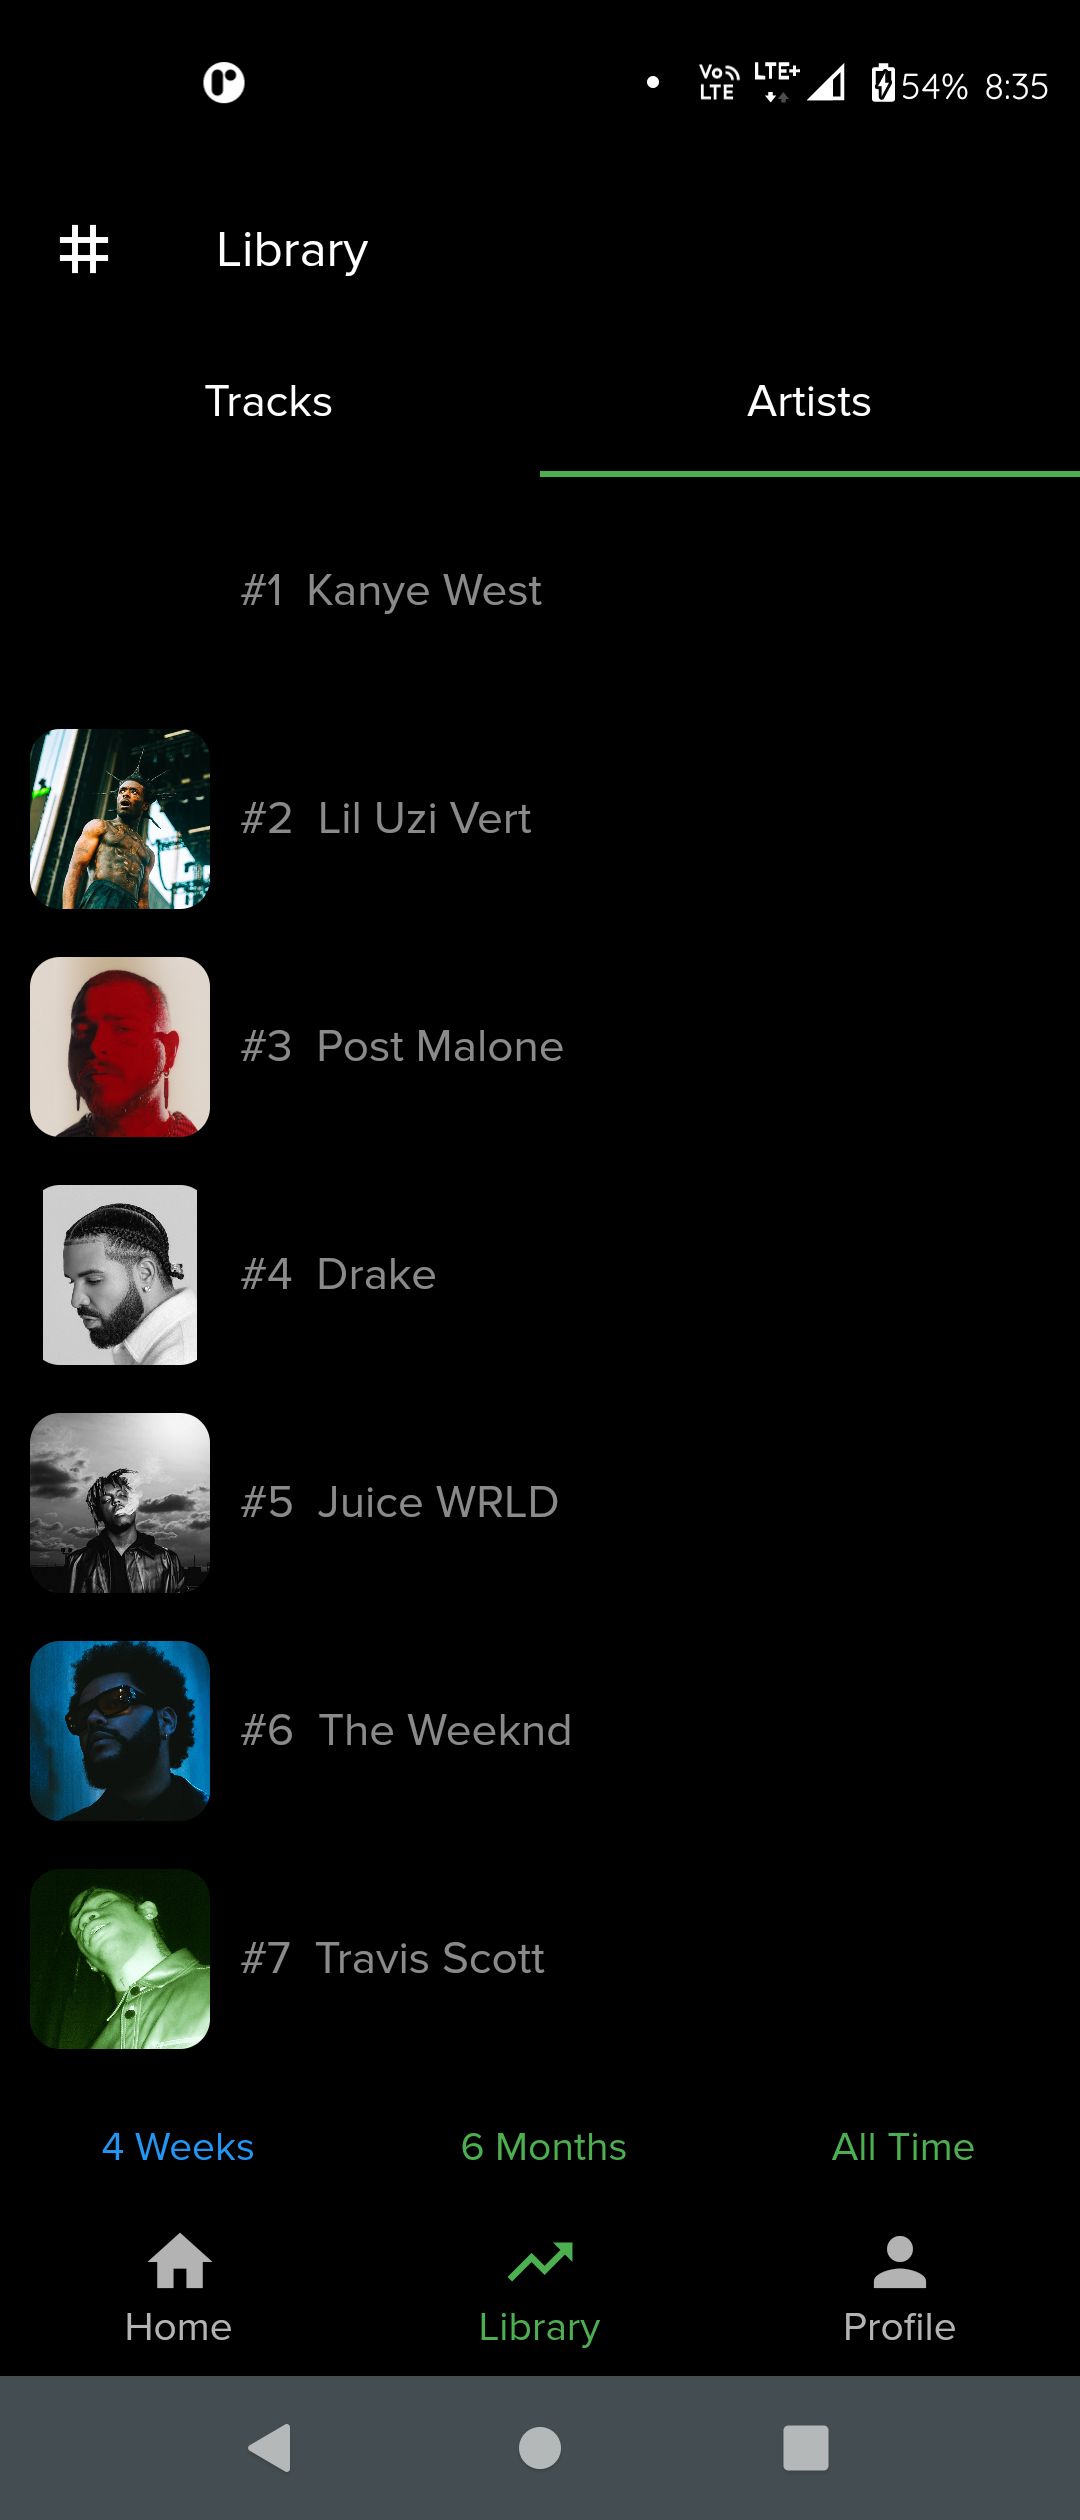 Vo LTE LTE+ 54% 8:35
# Library
Tracks Artists
#1 Kanye West
#2 Lil Uzi Vert
#3 Post Malone
#4 Drake
#5 Juice WRLD
#6 The Weeknd
#7 Travis Scott
4 Weeks 6 Months All Time
Home Library Profile